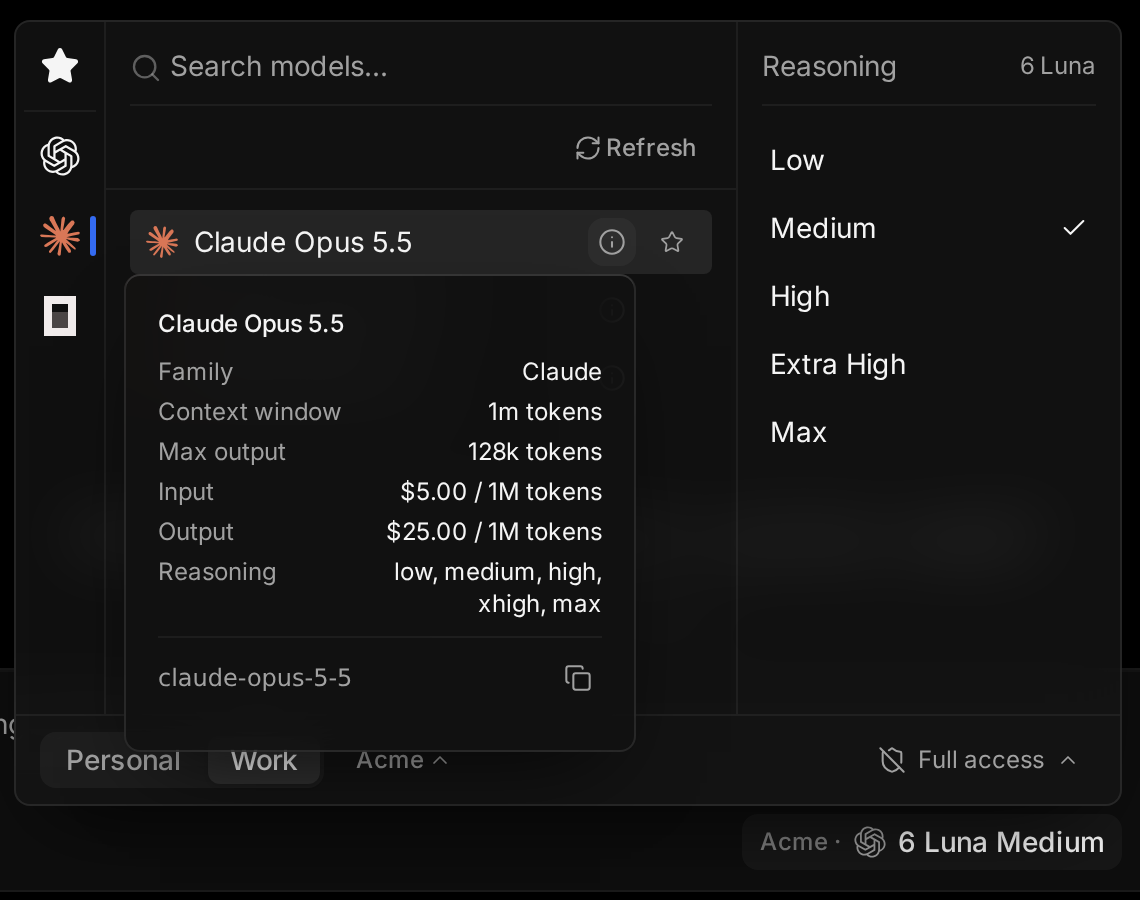 Search models...
Reasoning
6 Luna
Refresh
Low
Claude Opus 5.5
Medium
High
Extra High
Max
Claude Opus 5.5
Family
Claude
Context window
1m tokens
Max output
128k tokens
Input
$5.00 / 1M tokens
Output
$25.00 / 1M tokens
Reasoning
low, medium, high,
xhigh, max
claude-opus-5-5
Personal
Work
Acme
Full access
Acme ·
6 Luna Medium